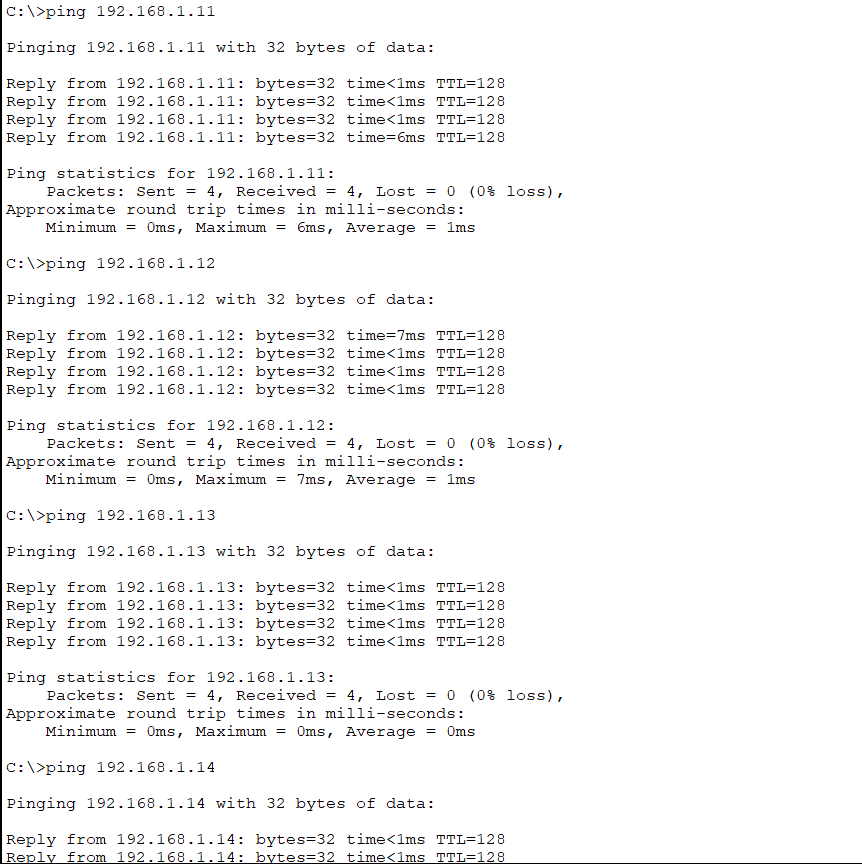 C:\>ping 192.168.1.11
Pinging 192.168.1.11 with 32 bytes of data:
Reply from 192.168.1.11: bytes=32 time<1ms TTL=128
Reply from 192.168.1.11: bytes=32 time<1ms TTL=128
Reply from 192.168.1.11: bytes=32 time<1ms TTL=128
Reply from 192.168.1.11: bytes=32 time=6ms TTL=128
Ping statistics for 192.168.1.11:
    Packets: Sent = 4, Received = 4, Lost = 0 (0% loss),
Approximate round trip times in milli-seconds:
    Minimum = 0ms, Maximum = 6ms, Average = 1ms
C:\>ping 192.168.1.12
Pinging 192.168.1.12 with 32 bytes of data:
Reply from 192.168.1.12: bytes=32 time=7ms TTL=128
Reply from 192.168.1.12: bytes=32 time<1ms TTL=128
Reply from 192.168.1.12: bytes=32 time<1ms TTL=128
Reply from 192.168.1.12: bytes=32 time<1ms TTL=128
Ping statistics for 192.168.1.12:
    Packets: Sent = 4, Received = 4, Lost = 0 (0% loss),
Approximate round trip times in milli-seconds:
    Minimum = 0ms, Maximum = 7ms, Average = 1ms
C:\>ping 192.168.1.13
Pinging 192.168.1.13 with 32 bytes of data:
Reply from 192.168.1.13: bytes=32 time<1ms TTL=128
Reply from 192.168.1.13: bytes=32 time<1ms TTL=128
Reply from 192.168.1.13: bytes=32 time<1ms TTL=128
Reply from 192.168.1.13: bytes=32 time<1ms TTL=128
Ping statistics for 192.168.1.13:
    Packets: Sent = 4, Received = 4, Lost = 0 (0% loss),
Approximate round trip times in milli-seconds:
    Minimum = 0ms, Maximum = 0ms, Average = 0ms
C:\>ping 192.168.1.14
Pinging 192.168.1.14 with 32 bytes of data:
Reply from 192.168.1.14: bytes=32 time<1ms TTL=128
Reply from 192.168.1.14: bytes=32 time<1ms TTL=128